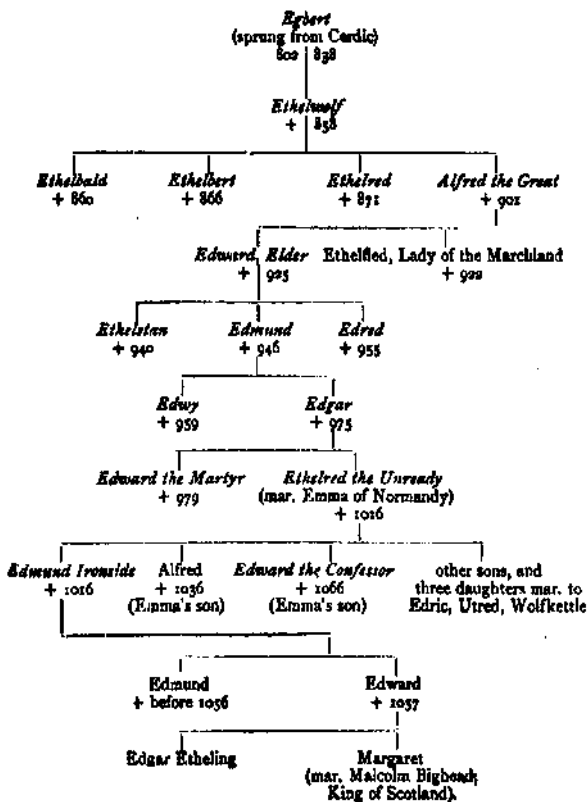 Egbert
(sprung from Cerdic)
802 838
Ethelwolf
+ 858
Ethelbald Ethelbert Ethelred Alfred the Great
+ 860 + 866 + 871 + 901
Edward, Elder Ethelfled, Lady of the Marchland
+ 925 + 922
Ethelstan Edmund Edred
+ 940 + 946 + 955
Edwy Edgar
+ 959 + 975
Edward the Martyr Ethelred the Unready
+ 979 (mar. Emma of Normandy)
+ 1016
Edmund Ironside Alfred Edward the Confessor other sons, and
+ 1016 + 1036 + 1066 three daughters mar. to
(Emma's son) (Emma's son) Edric, Utred, Wolfkettle
Edmund Edward
+ before 1056 + 1057
Edgar Etheling Margaret
(mar. Malcolm Bighead,
King of Scotland).